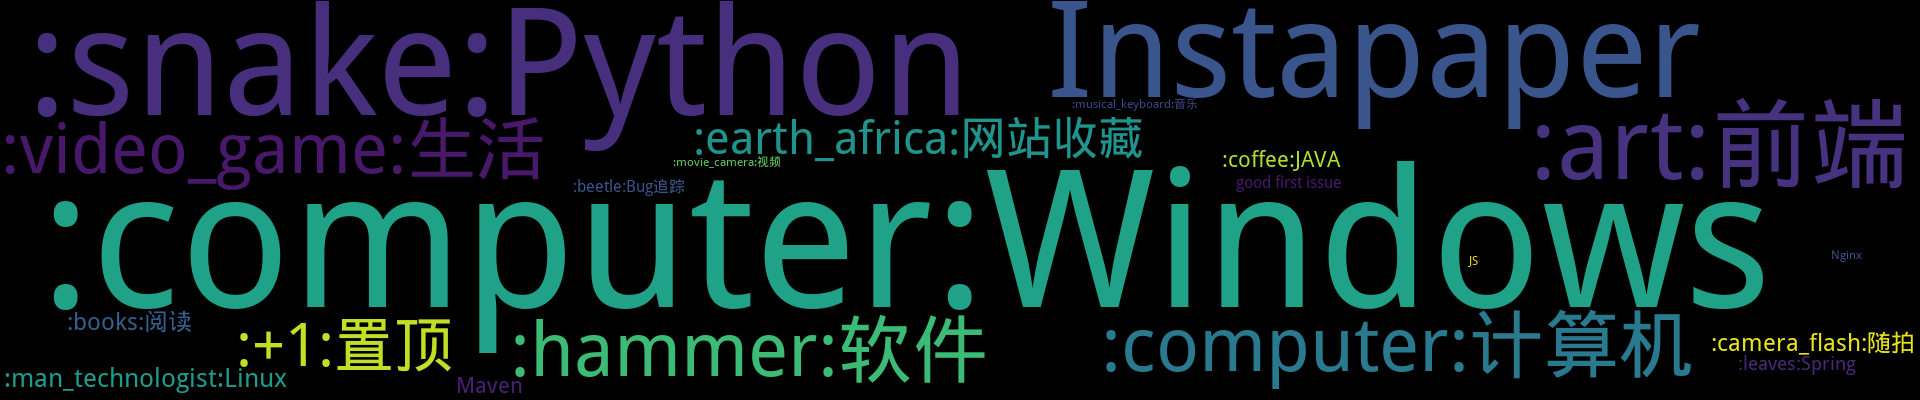 :snake:Python
Instapaper
:musical_keyboard:音乐
:video_game:生活
:earth_africa:网站收藏
:art:前端
:movie_camera:视频
:coffee:JAVA
:beetle:Bug追踪
good first issue
:computer:Windows
JS
Nginx
:books:阅读
:+1:置顶
:hammer:软件
:computer:计算机
:camera_flash:随拍
:leaves:Spring
:man_technologist:Linux
Maven